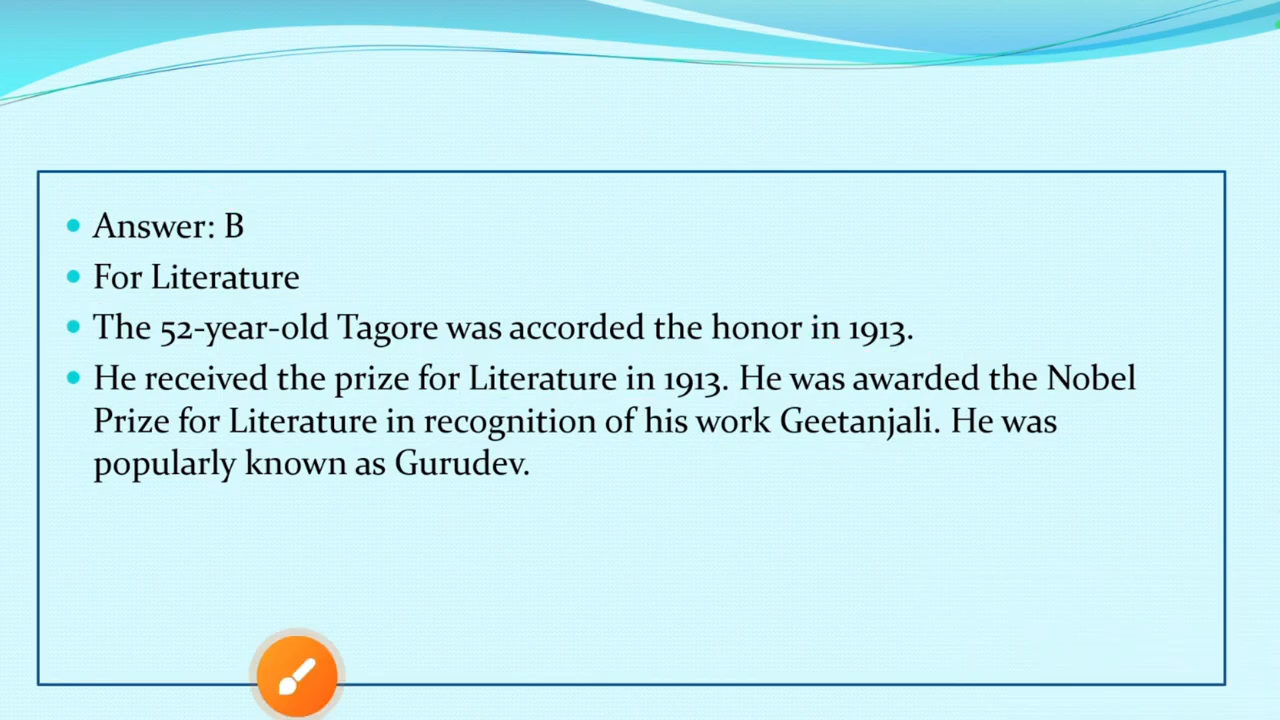 Answer: B
For Literature
The 52-year-old Tagore was accorded the honor in 1913.
He received the prize for Literature in 1913. He was awarded the Nobel
Prize for Literature in recognition of his work Geetanjali. He was
popularly known as Gurudev.